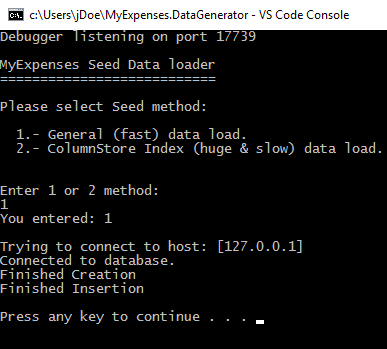 c:\Users\jDoe\MyExpenses.DataGenerator - VS Code Console
Debugger listening on port 17739
MyExpenses Seed Data loader
===========================
Please select Seed method:
1.- General (fast) data load.
2.- ColumnStore Index (huge & slow) data load.
Enter 1 or 2 method:
1
You entered: 1
Trying to connect to host: [127.0.0.1]
Connected to database.
Finished Creation
Finished Insertion
Press any key to continue . . .